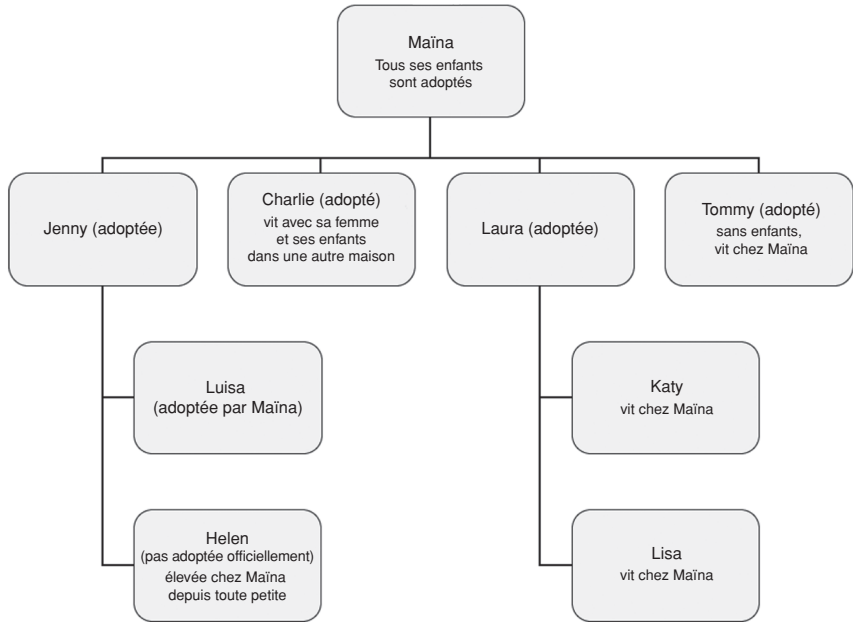 Maïna
Tous ses enfants
sont adoptés
Jenny (adoptée)
Charlie (adopté)
vit avec sa femme
et ses enfants
dans une autre maison
Laura (adoptée)
Tommy (adopté)
sans enfants,
vit chez Maïna
Luisa
(adoptée par Maïna)
Katy
vit chez Maïna
Helen
(pas adoptée officiellement)
élevée chez Maïna
depuis toute petite
Lisa
vit chez Maïna